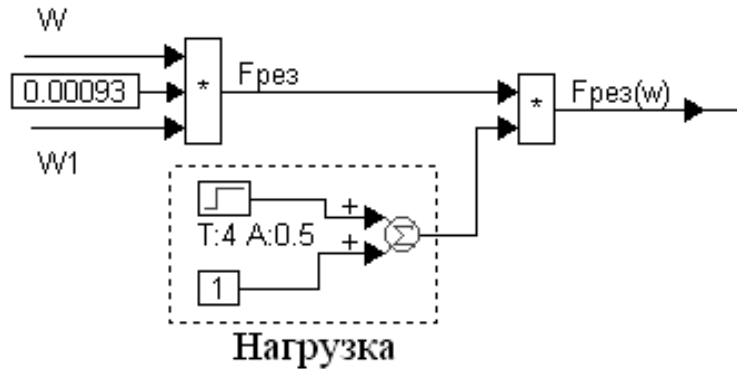 W
0.00093
*
Fрез
*
Fрез(w)
W1
+
T:4 A:0.5
+
Σ
1
Нагрузка